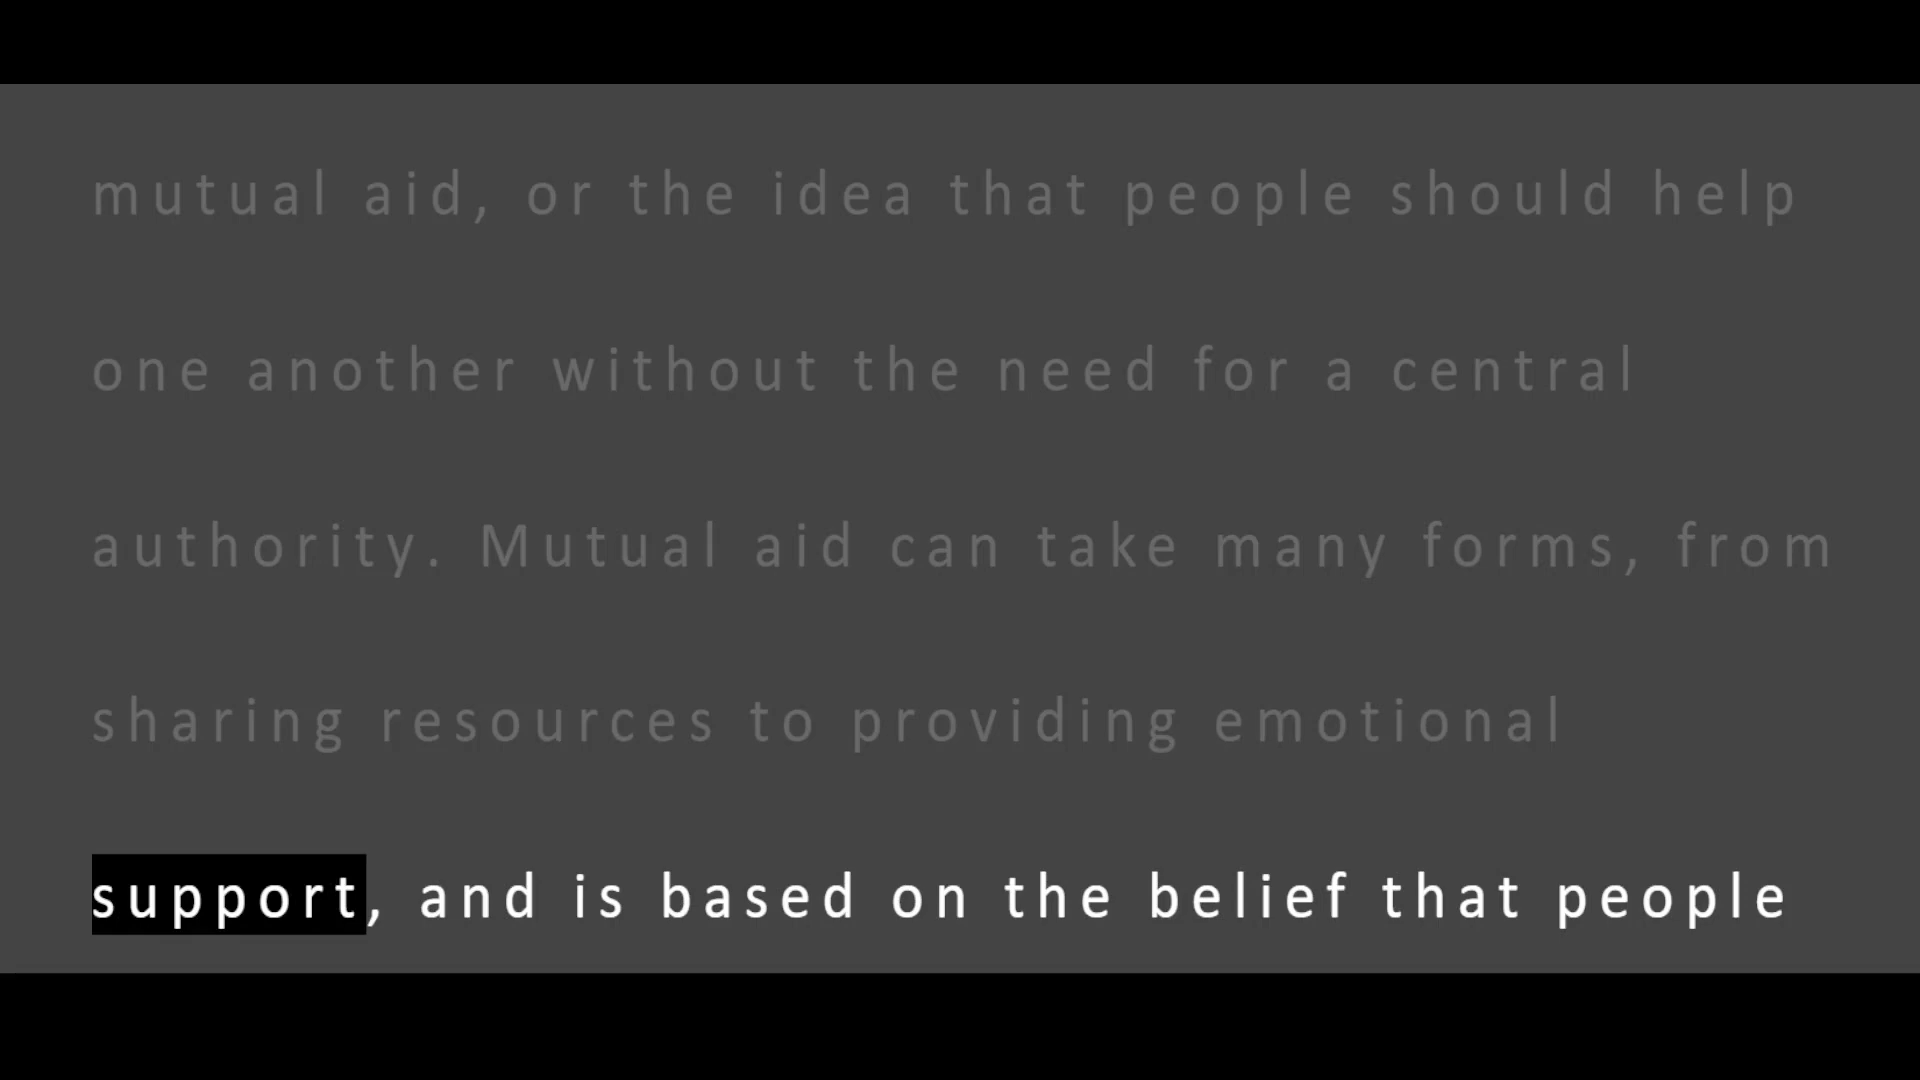 mutual aid, or the idea that people should help
one another without the need for a central
authority. Mutual aid can take many forms, from
sharing resources to providing emotional
support, and is based on the belief that people